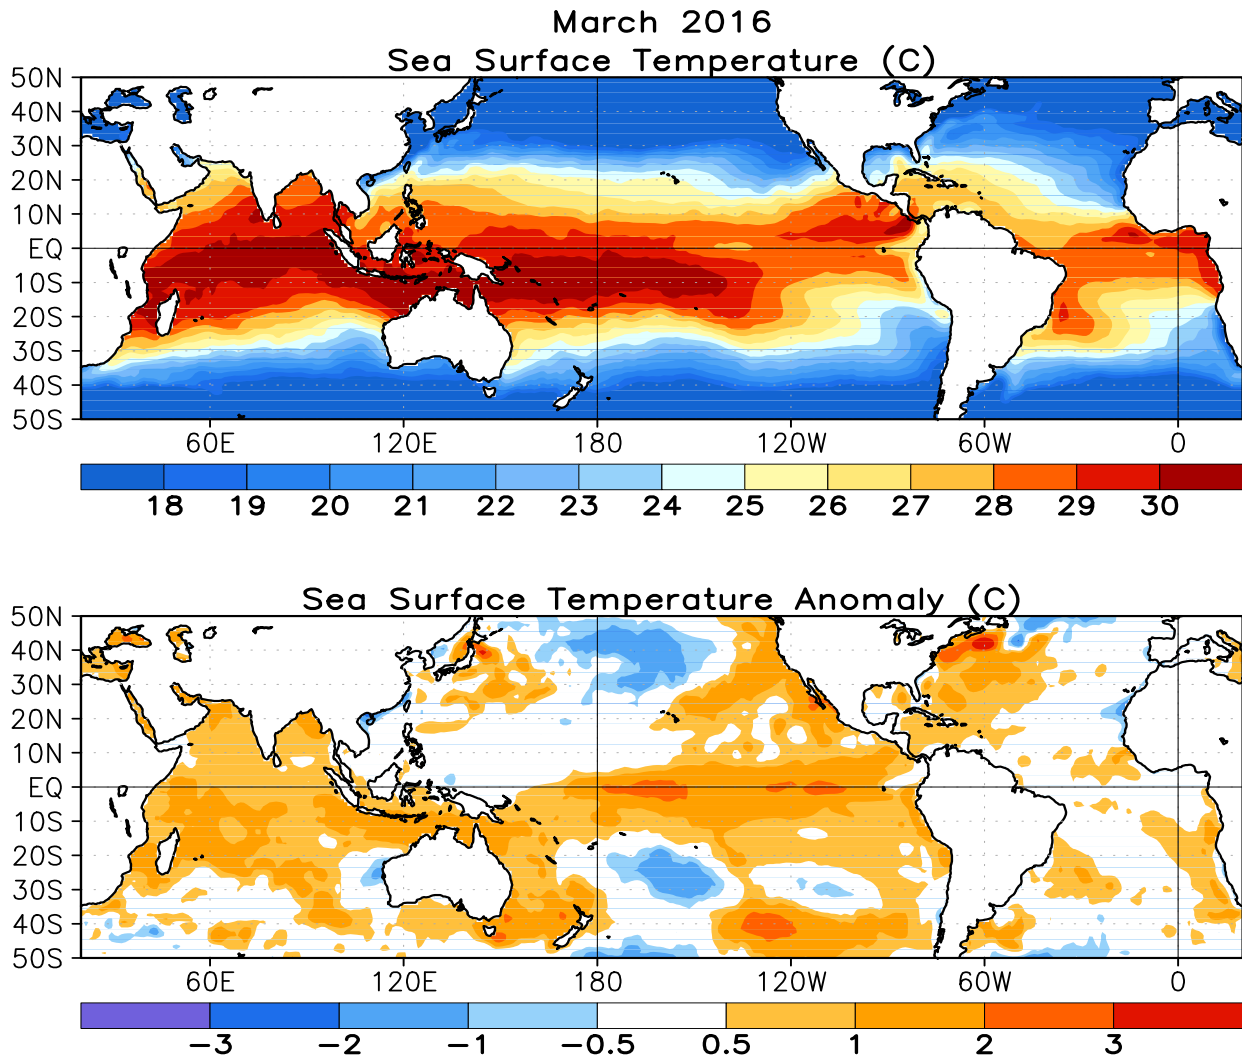 March 2016
Sea Surface Temperature (C)
50N
40N
30N
20N
10N
EQ
10S
20S
30S
40S
50S
60E 120E 180 120W 60W 0
18 19 20 21 22 23 24 25 26 27 28 29 30
Sea Surface Temperature Anomaly (C)
50N
40N
30N
20N
10N
EQ
10S
20S
30S
40S
50S
60E 120E 180 120W 60W 0
−3 −2 −1 −0.5 0.5 1 2 3